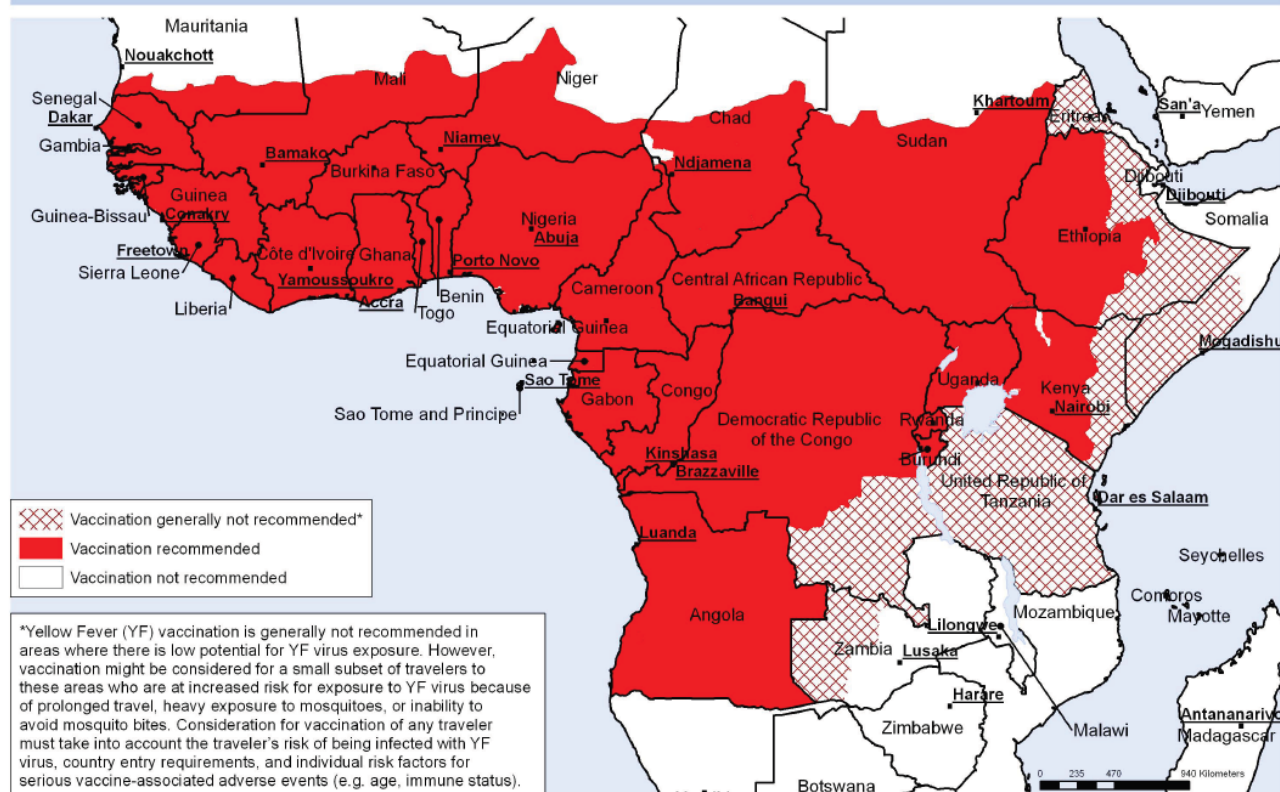 Mauritania
Nouakchott
Mali
Niger
Senegal
Dakar
Gambia
Chad
Khartoum
Eritrea
San'a
Yemen
Sudan
Bamako
Niamey
Ndjamena
Burkina Faso
Djibouti
Djibouti
Guinea
Conakry
Guinea-Bissau
Nigeria
Abuja
Somalia
Ethiopia
Freetown
Sierra Leone
Côte d'Ivoire
Ghana
Porto Novo
Yamoussoukro
Accra
Liberia
Togo
Benin
Cameroon
Central African Republic
Bangui
Equatorial Guinea
Mogadishu
Equatorial Guinea
Sao Tome
Gabon
Congo
Uganda
Kenya
Nairobi
Sao Tome and Principe
Democratic Republic
of the Congo
Rwanda
Kinshasa
Brazzaville
Burundi
United Republic of
Tanzania
Dar es Salaam
Vaccination generally not recommended*
Vaccination recommended
Vaccination not recommended
Luanda
Seychelles
Angola
Comoros
Mayotte
Mozambique
Lilongwe
Zambia
Lusaka
Harare
Zimbabwe
Malawi
Antananarivo
Madagascar
Botswana
*Yellow Fever (YF) vaccination is generally not recommended in
areas where there is low potential for YF virus exposure. However,
vaccination might be considered for a small subset of travelers to
these areas who are at increased risk for exposure to YF virus because
of prolonged travel, heavy exposure to mosquitoes, or inability to
avoid mosquito bites. Consideration for vaccination of any traveler
must take into account the traveler's risk of being infected with YF
virus, country entry requirements, and individual risk factors for
serious vaccine-associated adverse events (e.g. age, immune status).
0 235 470 940 Kilometers